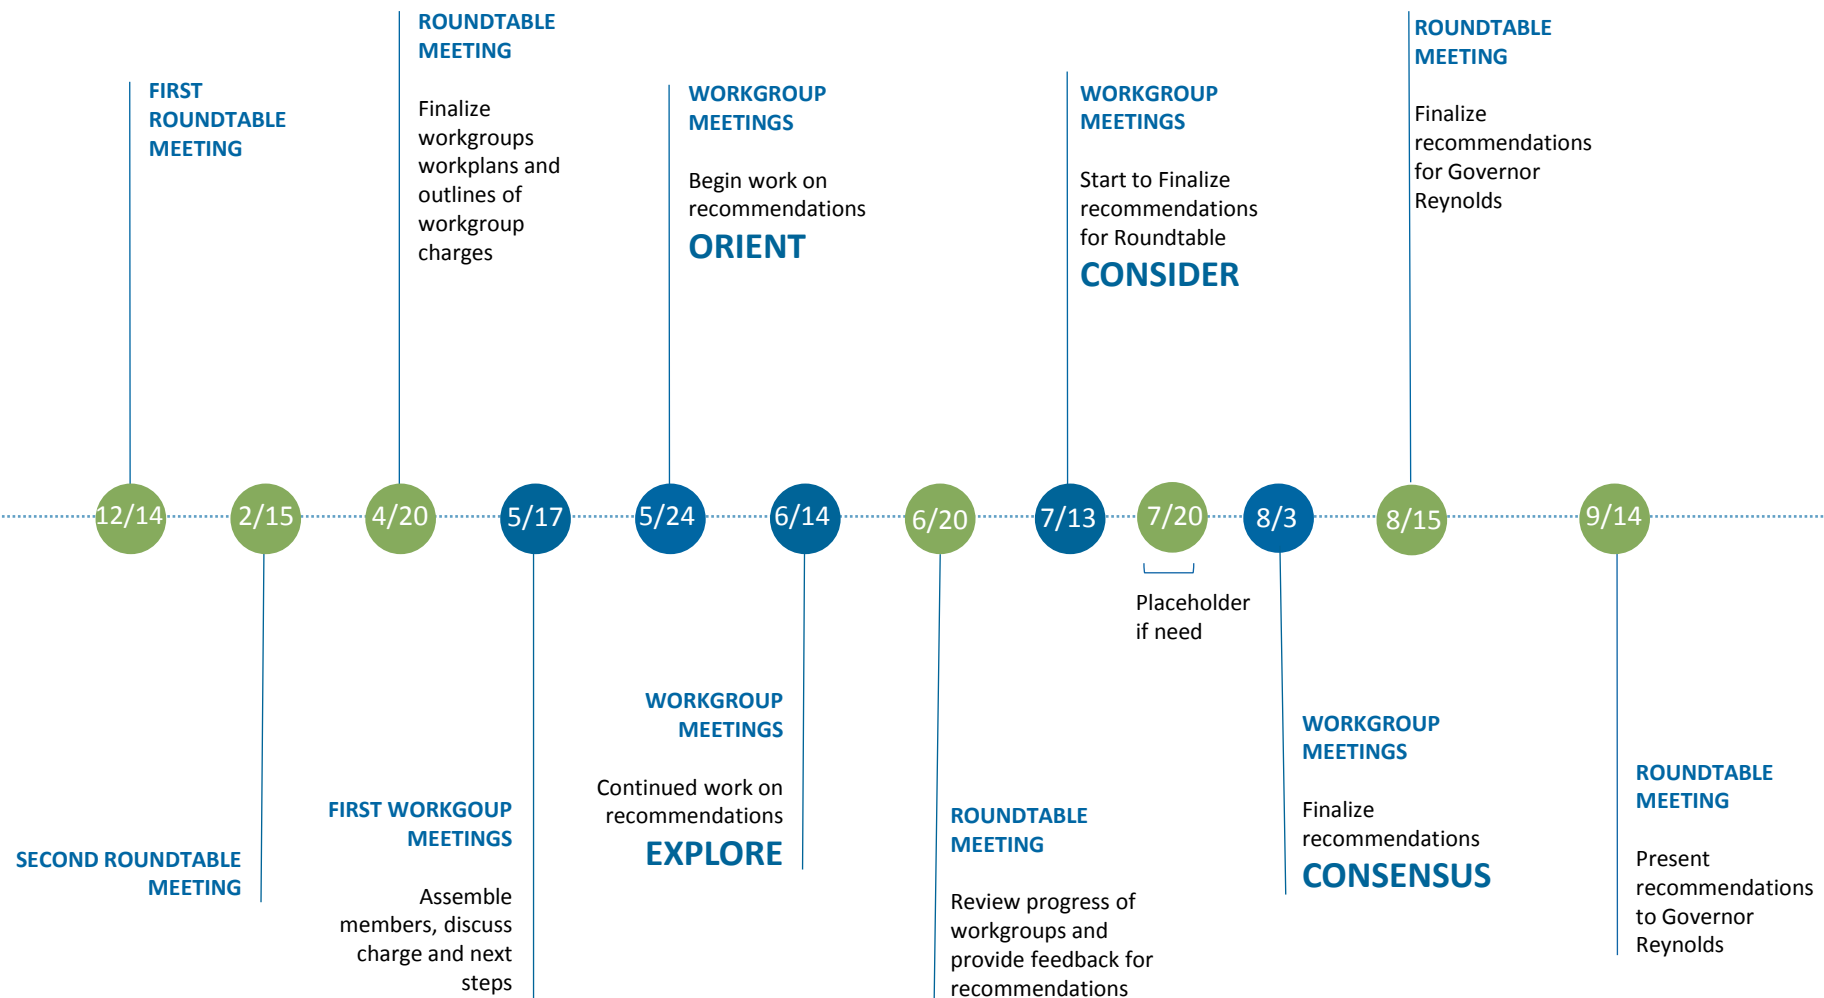 FIRST
ROUNDTABLE
MEETING
ROUNDTABLE
MEETING
Finalize
workgroups
workplans and
outlines of
workgroup
charges
WORKGROUP
MEETINGS
Begin work on
recommendations
ORIENT
WORKGROUP
MEETINGS
Start to Finalize
recommendations
for Roundtable
CONSIDER
ROUNDTABLE
MEETING
Finalize
recommendations
for Governor
Reynolds
12/14
2/15
4/20
5/17
5/24
6/14
6/20
7/13
7/20
8/3
8/15
9/14
SECOND ROUNDTABLE
MEETING
FIRST WORKGOUP
MEETINGS
Assemble
members, discuss
charge and next
steps
WORKGROUP
MEETINGS
Continued work on
recommendations
EXPLORE
ROUNDTABLE
MEETING
Review progress of
workgroups and
provide feedback for
recommendations
Placeholder
if need
WORKGROUP
MEETINGS
Finalize
recommendations
CONSENSUS
ROUNDTABLE
MEETING
Present
recommendations
to Governor
Reynolds